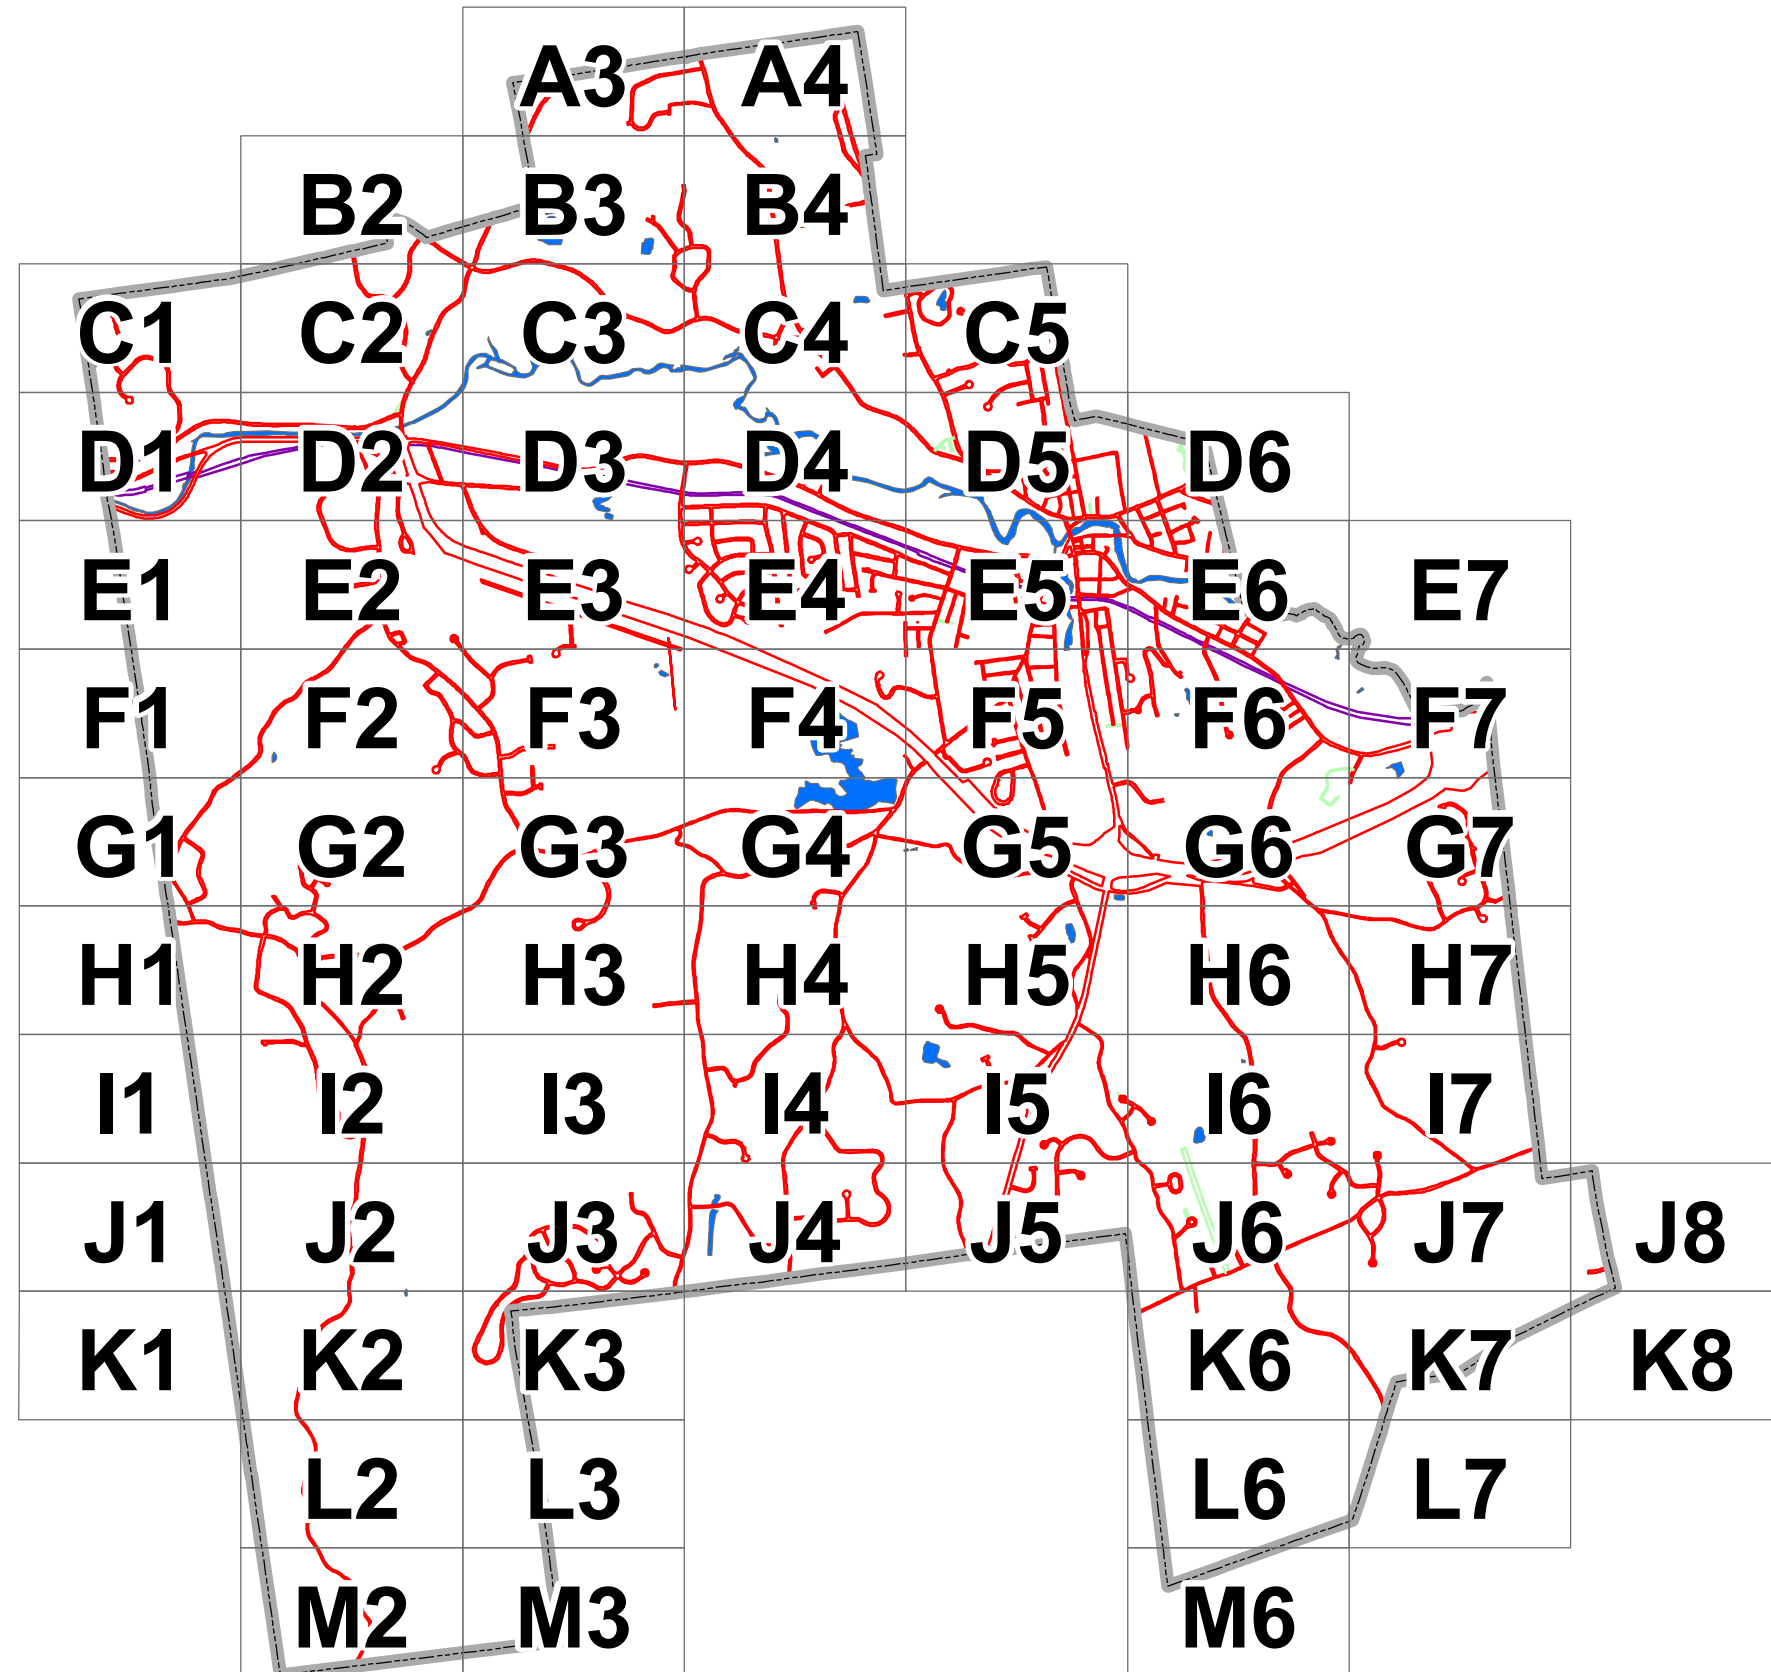 A3 A4
B2 B3 B4
C1 C2 C3 C4 C5
D1 D2 D3 D4 D5 D6
E1 E2 E3 E4 E5 E6 E7
F1 F2 F3 F4 F5 F6 F7
G1 G2 G3 G4 G5 G6 G7
H1 H2 H3 H4 H5 H6 H7
I1 I2 I3 I4 I5 I6 I7
J1 J2 J3 J4 J5 J6 J7 J8
K1 K2 K3 K6 K7 K8
L2 L3 L6 L7
M2 M3 M6